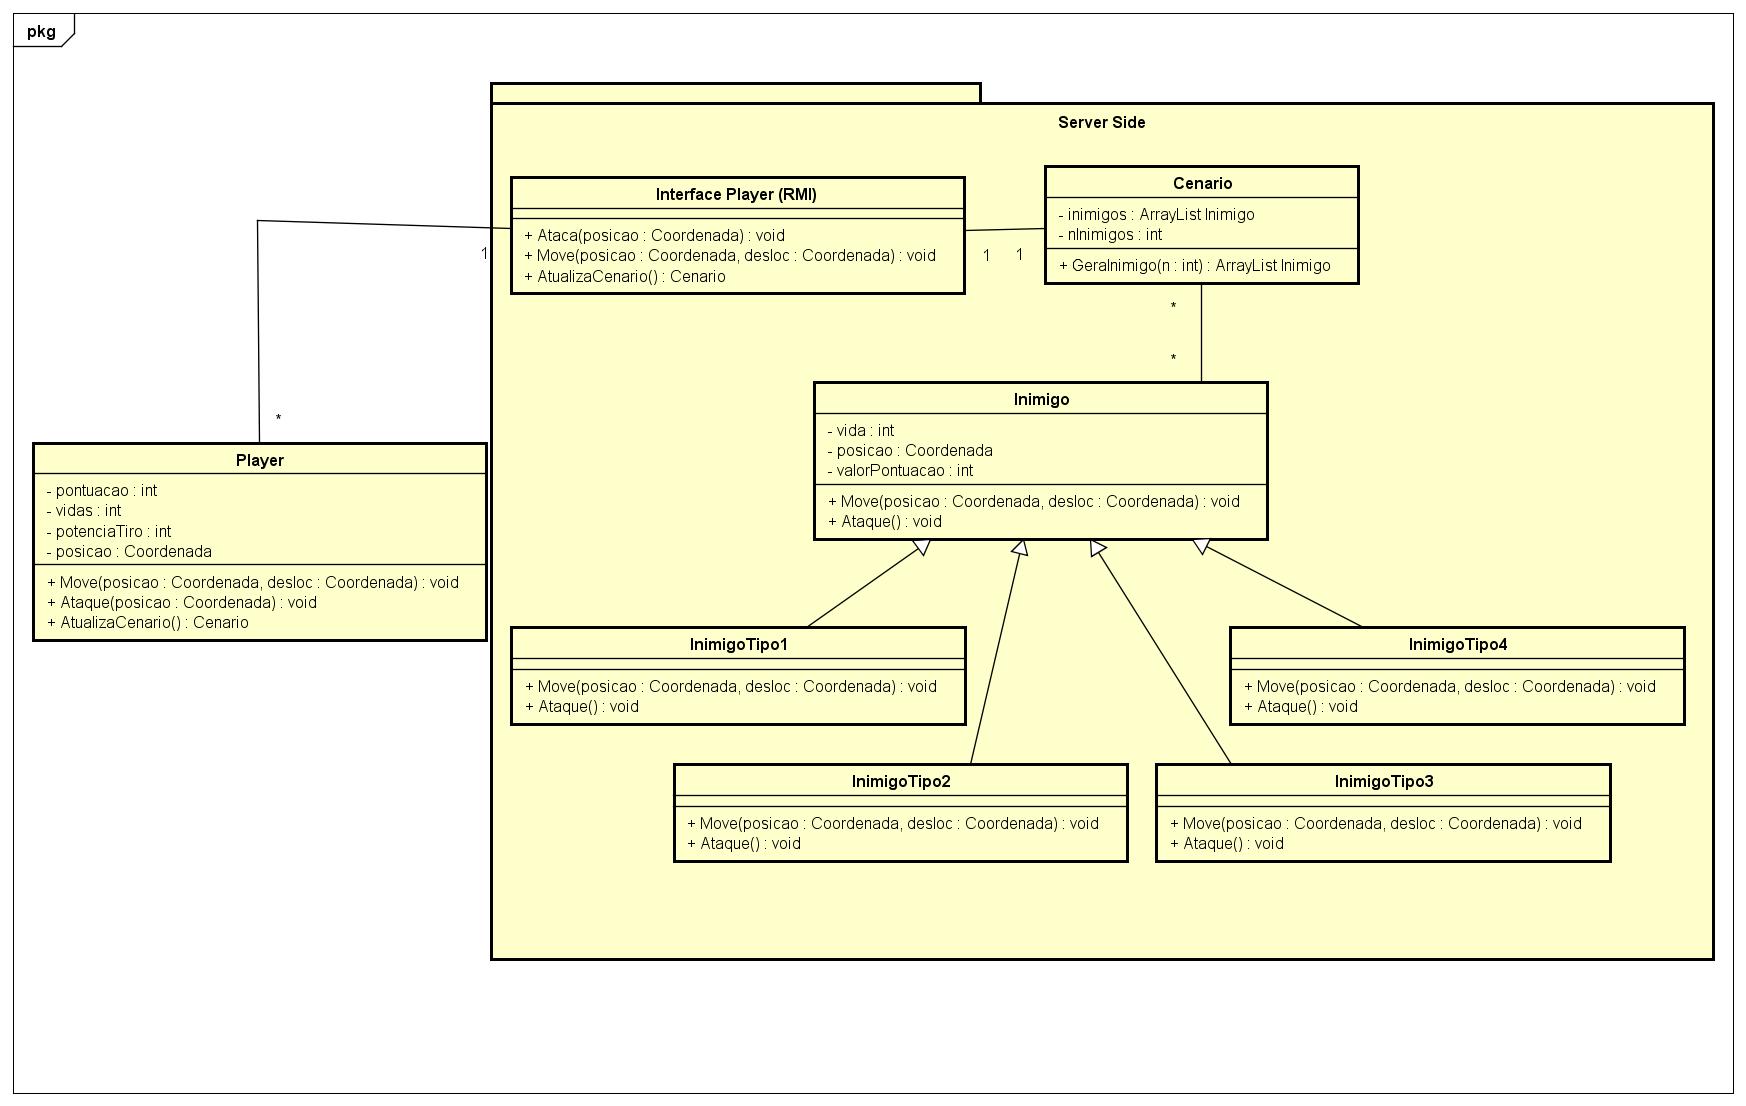 pkg
Server Side
Interface Player (RMI)
+ Ataca(posicao : Coordenada) : void
+ Move(posicao : Coordenada, desloc : Coordenada) : void
+ AtualizaCenario() : Cenario
Cenario
- inimigos : ArrayList Inimigo
- nInimigos : int
+ GeraInimigo(n : int) : ArrayList Inimigo
1
1
1
*
*
*
Inimigo
- vida : int
- posicao : Coordenada
- valorPontuacao : int
+ Move(posicao : Coordenada, desloc : Coordenada) : void
+ Ataque() : void
Player
- pontuacao : int
- vidas : int
- potenciaTiro : int
- posicao : Coordenada
+ Move(posicao : Coordenada, desloc : Coordenada) : void
+ Ataque(posicao : Coordenada) : void
+ AtualizaCenario() : Cenario
InimigoTipo1
+ Move(posicao : Coordenada, desloc : Coordenada) : void
+ Ataque() : void
InimigoTipo4
+ Move(posicao : Coordenada, desloc : Coordenada) : void
+ Ataque() : void
InimigoTipo2
+ Move(posicao : Coordenada, desloc : Coordenada) : void
+ Ataque() : void
InimigoTipo3
+ Move(posicao : Coordenada, desloc : Coordenada) : void
+ Ataque() : void